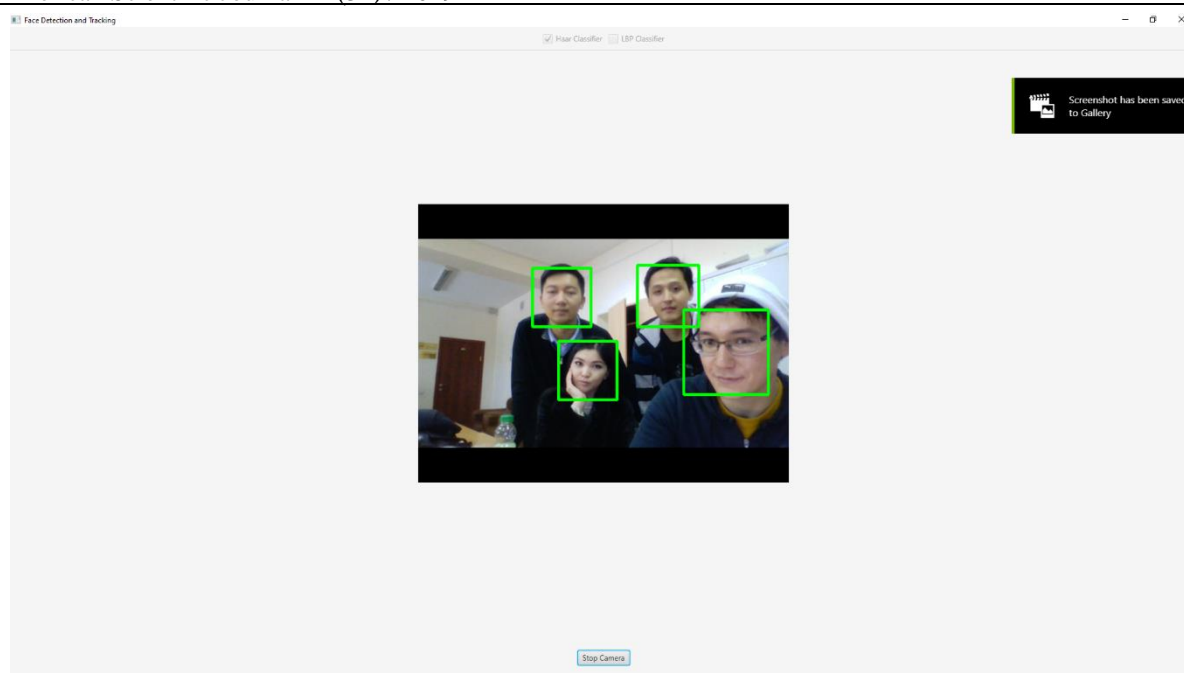 Face Detection and Tracking
Haar Classifier LBP Classifier
Screenshot has been saved
to Gallery
Stop Camera